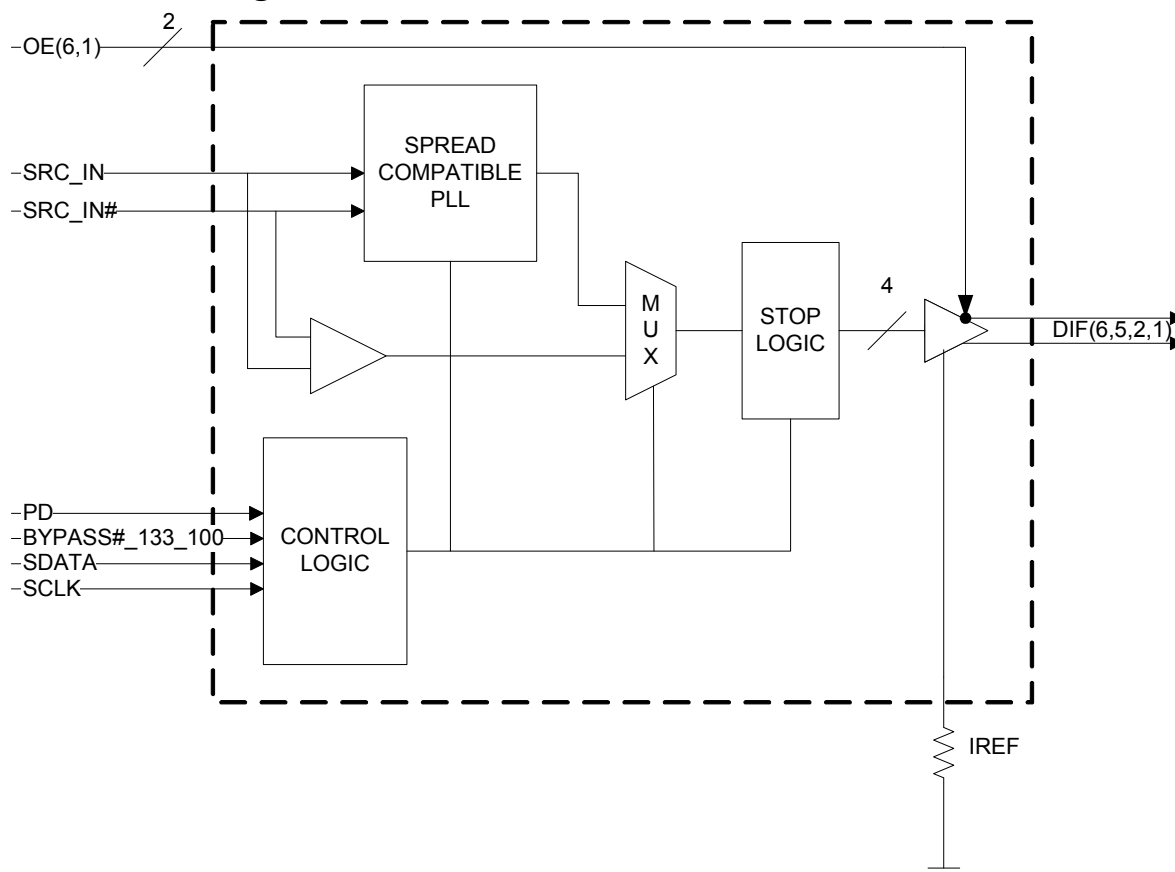 2
OE(6,1)
SPREAD
COMPATIBLE
PLL
SRC_IN
SRC_IN#
M
U
X
STOP
LOGIC
4
DIF(6,5,2,1)
PD
BYPASS#_133_100
SDATA
SCLK
CONTROL
LOGIC
IREF